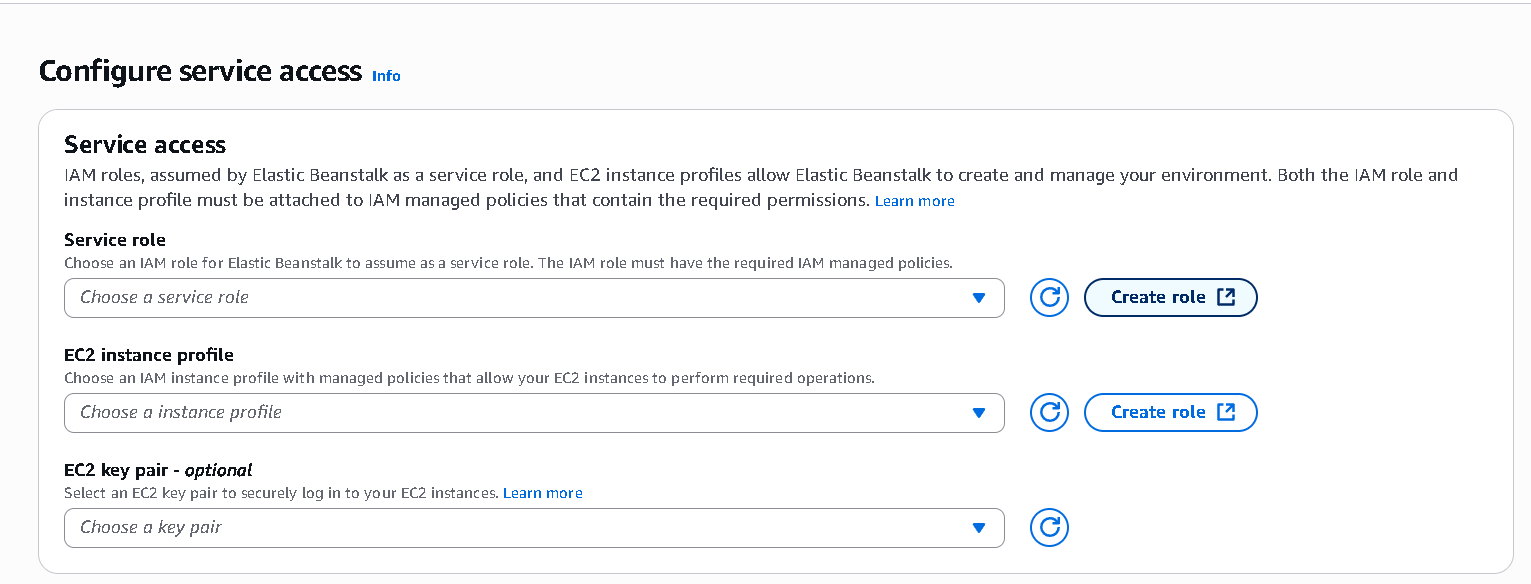 Configure service access Info
Service access
IAM roles, assumed by Elastic Beanstalk as a service role, and EC2 instance profiles allow Elastic Beanstalk to create and manage your environment. Both the IAM role and
instance profile must be attached to IAM managed policies that contain the required permissions. Learn more
Service role
Choose an IAM role for Elastic Beanstalk to assume as a service role. The IAM role must have the required IAM managed policies.
Choose a service role
Create role
EC2 instance profile
Choose an IAM instance profile with managed policies that allow your EC2 instances to perform required operations.
Choose a instance profile
Create role
EC2 key pair - optional
Select an EC2 key pair to securely log in to your EC2 instances. Learn more
Choose a key pair